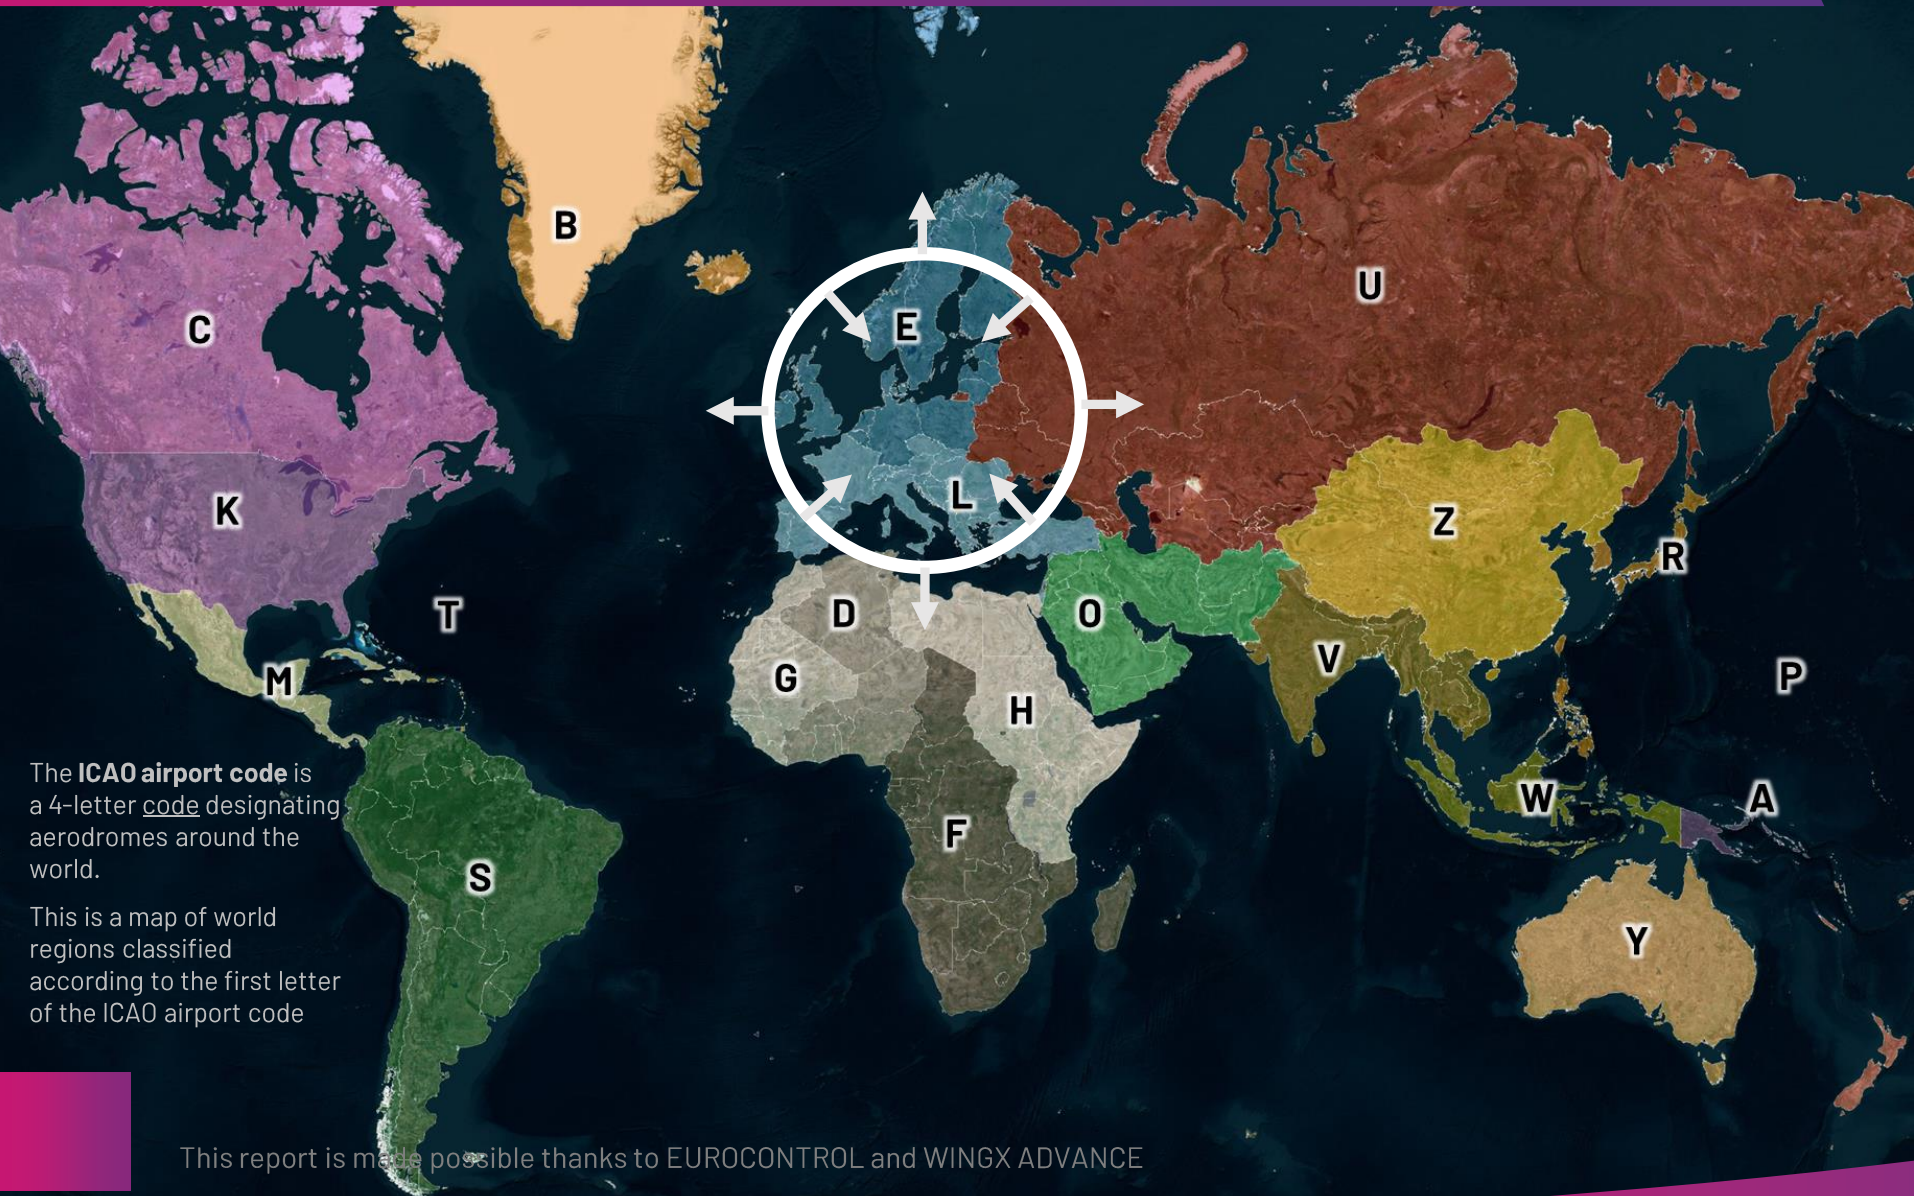 B
U
C
E
K
L
Z
R
T
D
O
G
V
P
M
H
The ICAO airport code is
a 4-letter code designating
aerodromes around the
world.
W
A
F
S
This is a map of world
regions classified
according to the first letter
of the ICAO airport code
Y
This report is made possible thanks to EUROCONTROL and WINGX ADVANCE